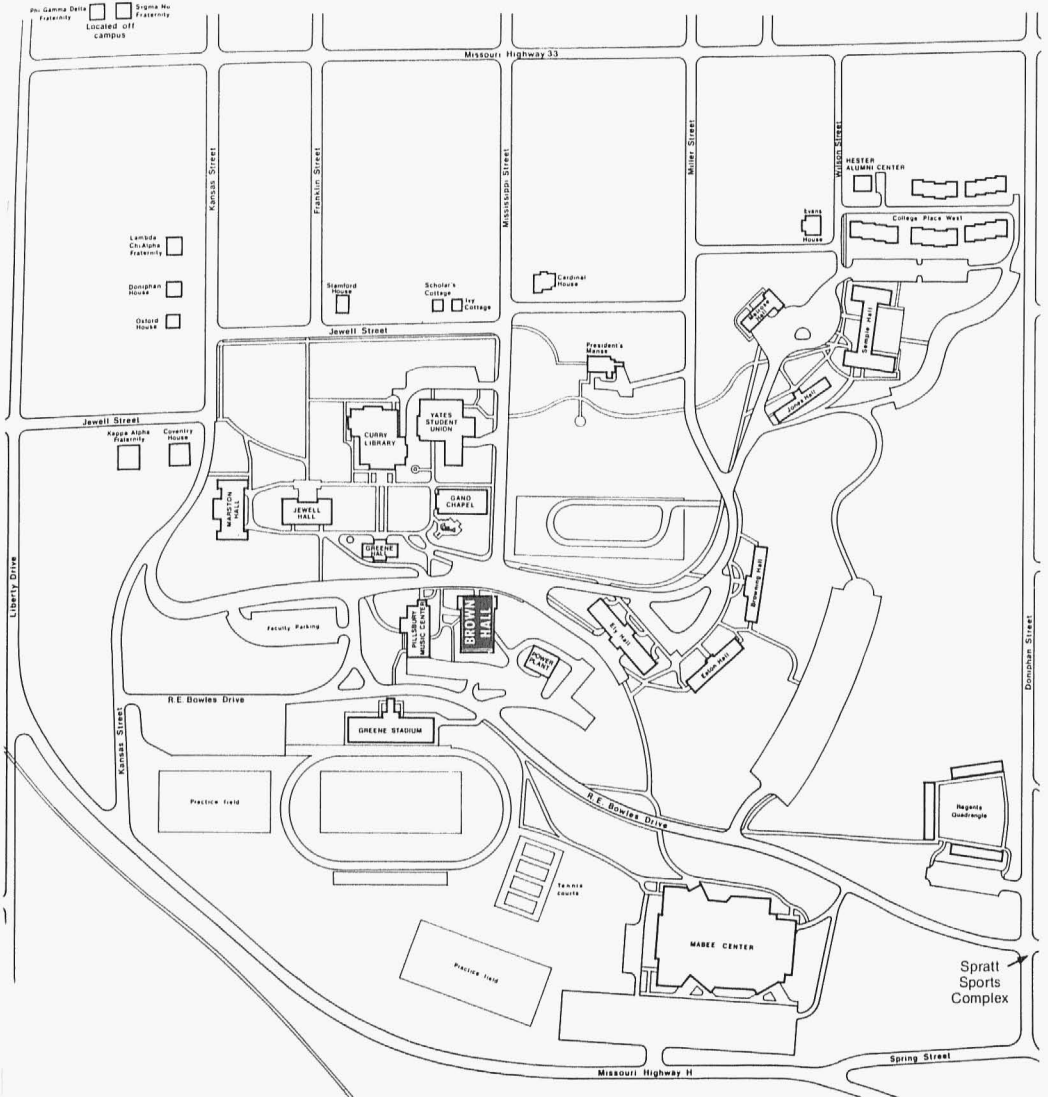 Phi Gamma Delta
Fraternity
Sigma Nu
Fraternity
Located off
campus
Missouri Highway 33
Kansas Street
Franklin Street
Mississippi Street
Miller Street
Wilson Street
HESTER
ALUMNI CENTER
College Place West
Evans
House
Lambda
Chi Alpha
Fraternity
Doniphan
House
Oxford
House
Stamford
House
Scholar's
Cottage
Ivy
Cottage
Cardinal
House
Melrose
Hall
Semple Hall
Jewell Street
President's
Manse
Jones Hall
Jewell Street
Kappa Alpha
Fraternity
Coventry
House
CURRY
LIBRARY
YATES
STUDENT
UNION
MARSTON
HALL
JEWELL
HALL
GANO
CHAPEL
GREENE
HALL
Liberty Drive
Browning Hall
Faculty Parking
PILLSBURY
MUSIC CENTER
BROWN
HALL
Ely Hall
POWER
PLANT
Eaton Hall
Doniphan Street
R.E. Bowles Drive
Kansas Street
GREENE STADIUM
Practice field
R.E. Bowles Drive
Regents
Quadrangle
Tennis
courts
MABEE CENTER
Practice field
Spratt
Sports
Complex
Spring Street
Missouri Highway H